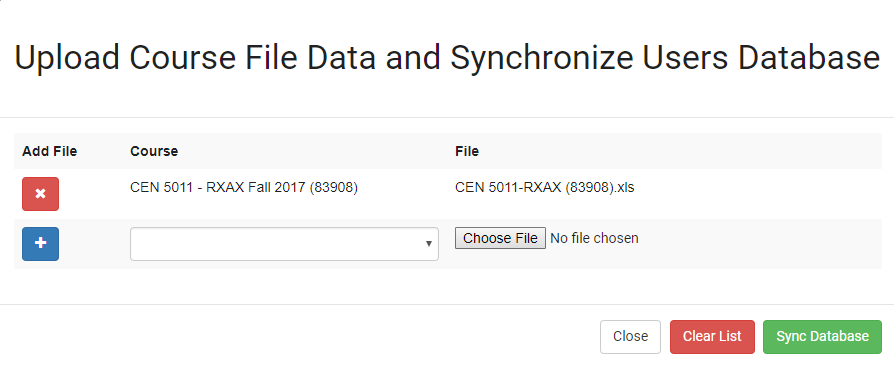 Upload Course File Data and Synchronize Users Database
Add File Course File
CEN 5011 - RXAX Fall 2017 (83908) CEN 5011-RXAX (83908).xls
Choose File No file chosen
Close Clear List Sync Database